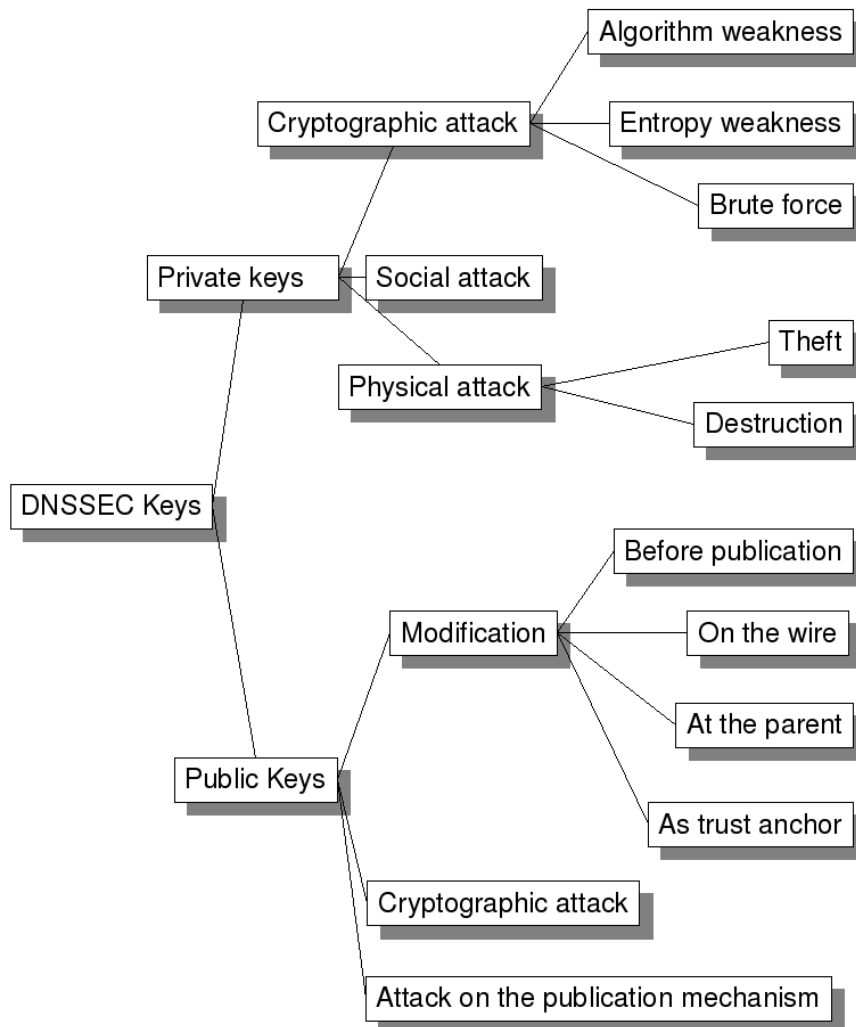 Algorithm weakness
Cryptographic attack
Entropy weakness
Brute force
Private keys
Social attack
Theft
Physical attack
Destruction
DNSSEC Keys
Before publication
Modification
On the wire
At the parent
Public Keys
As trust anchor
Cryptographic attack
Attack on the publication mechanism